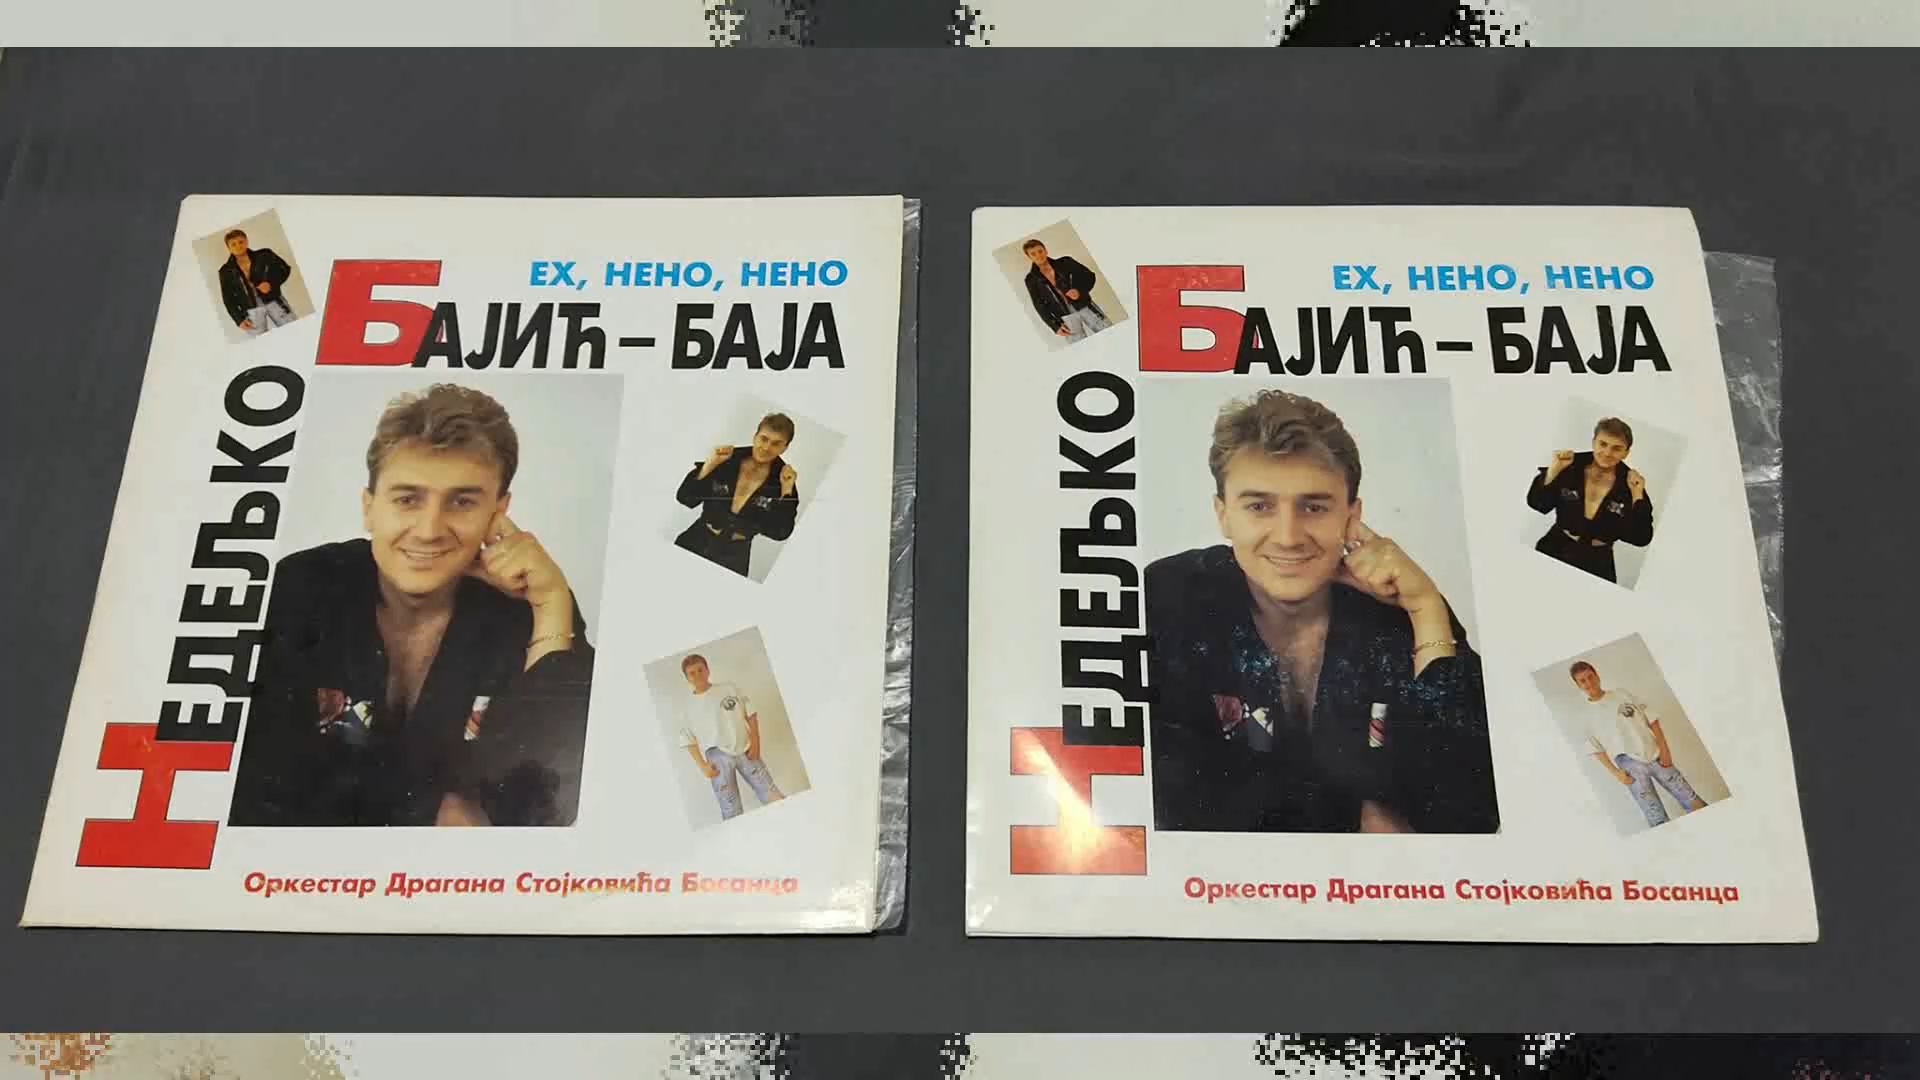 ЕХ, НЕНО, НЕНО
БАЈИЋ – БАЈА
НЕДЕЉКО
Оркестар Драгана Стојковића Босанца
ЕХ, НЕНО, НЕНО
БАЈИЋ – БАЈА
НЕДЕЉКО
Оркестар Драгана Стојковића Босанца